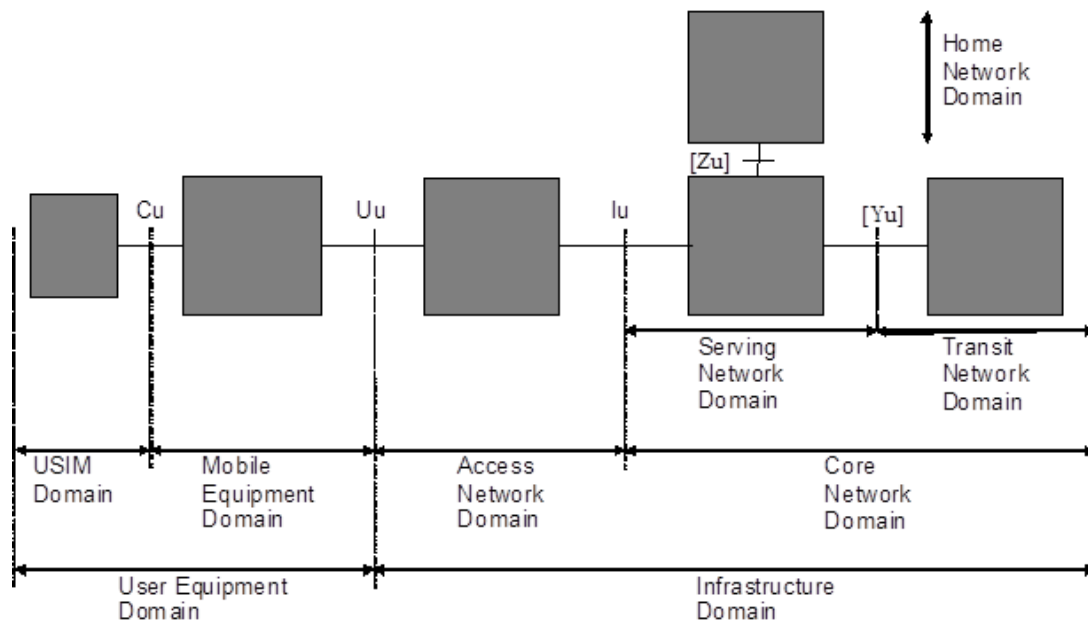 Home
Network
Domain
[Zu]
Cu
Uu
Iu
[Yu]
Serving
Network
Domain
Transit
Network
Domain
USIM
Domain
Mobile
Equipment
Domain
Access
Network
Domain
Core
Network
Domain
User Equipment
Domain
Infrastructure
Domain